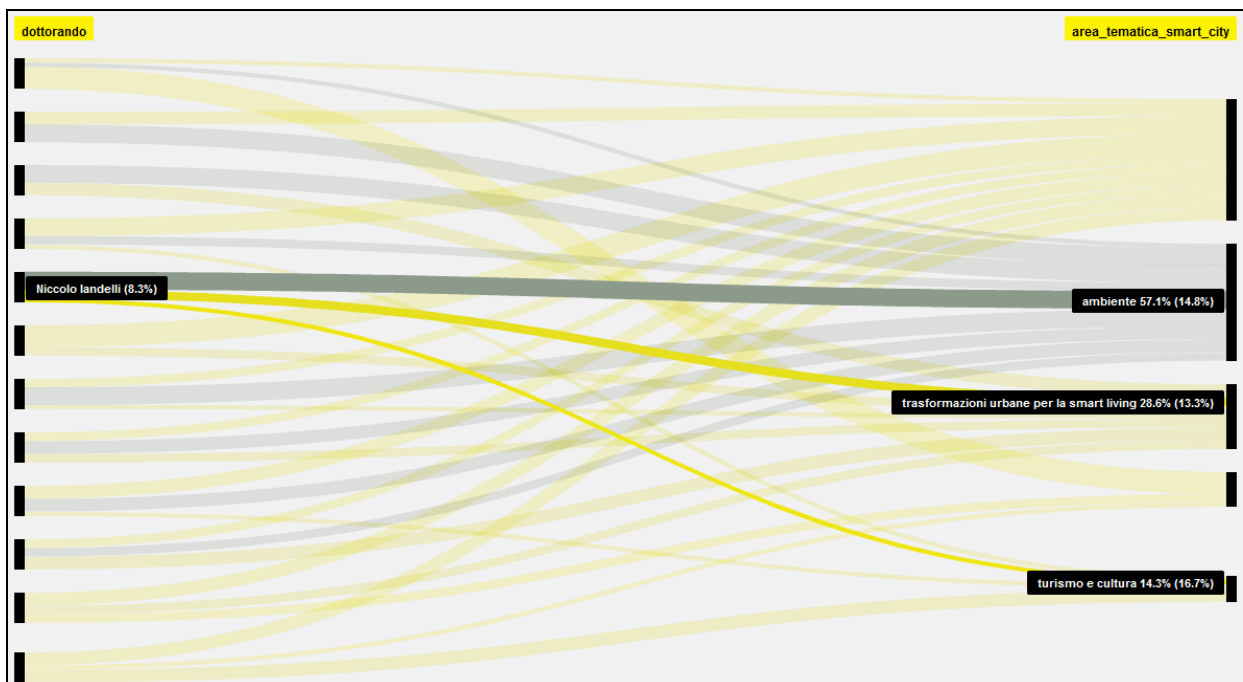 dottorando
area_tematica_smart_city
Niccolo Iandelli (8.3%)
ambiente 57.1% (14.8%)
trasformazioni urbane per la smart living 28.6% (13.3%)
turismo e cultura 14.3% (16.7%)